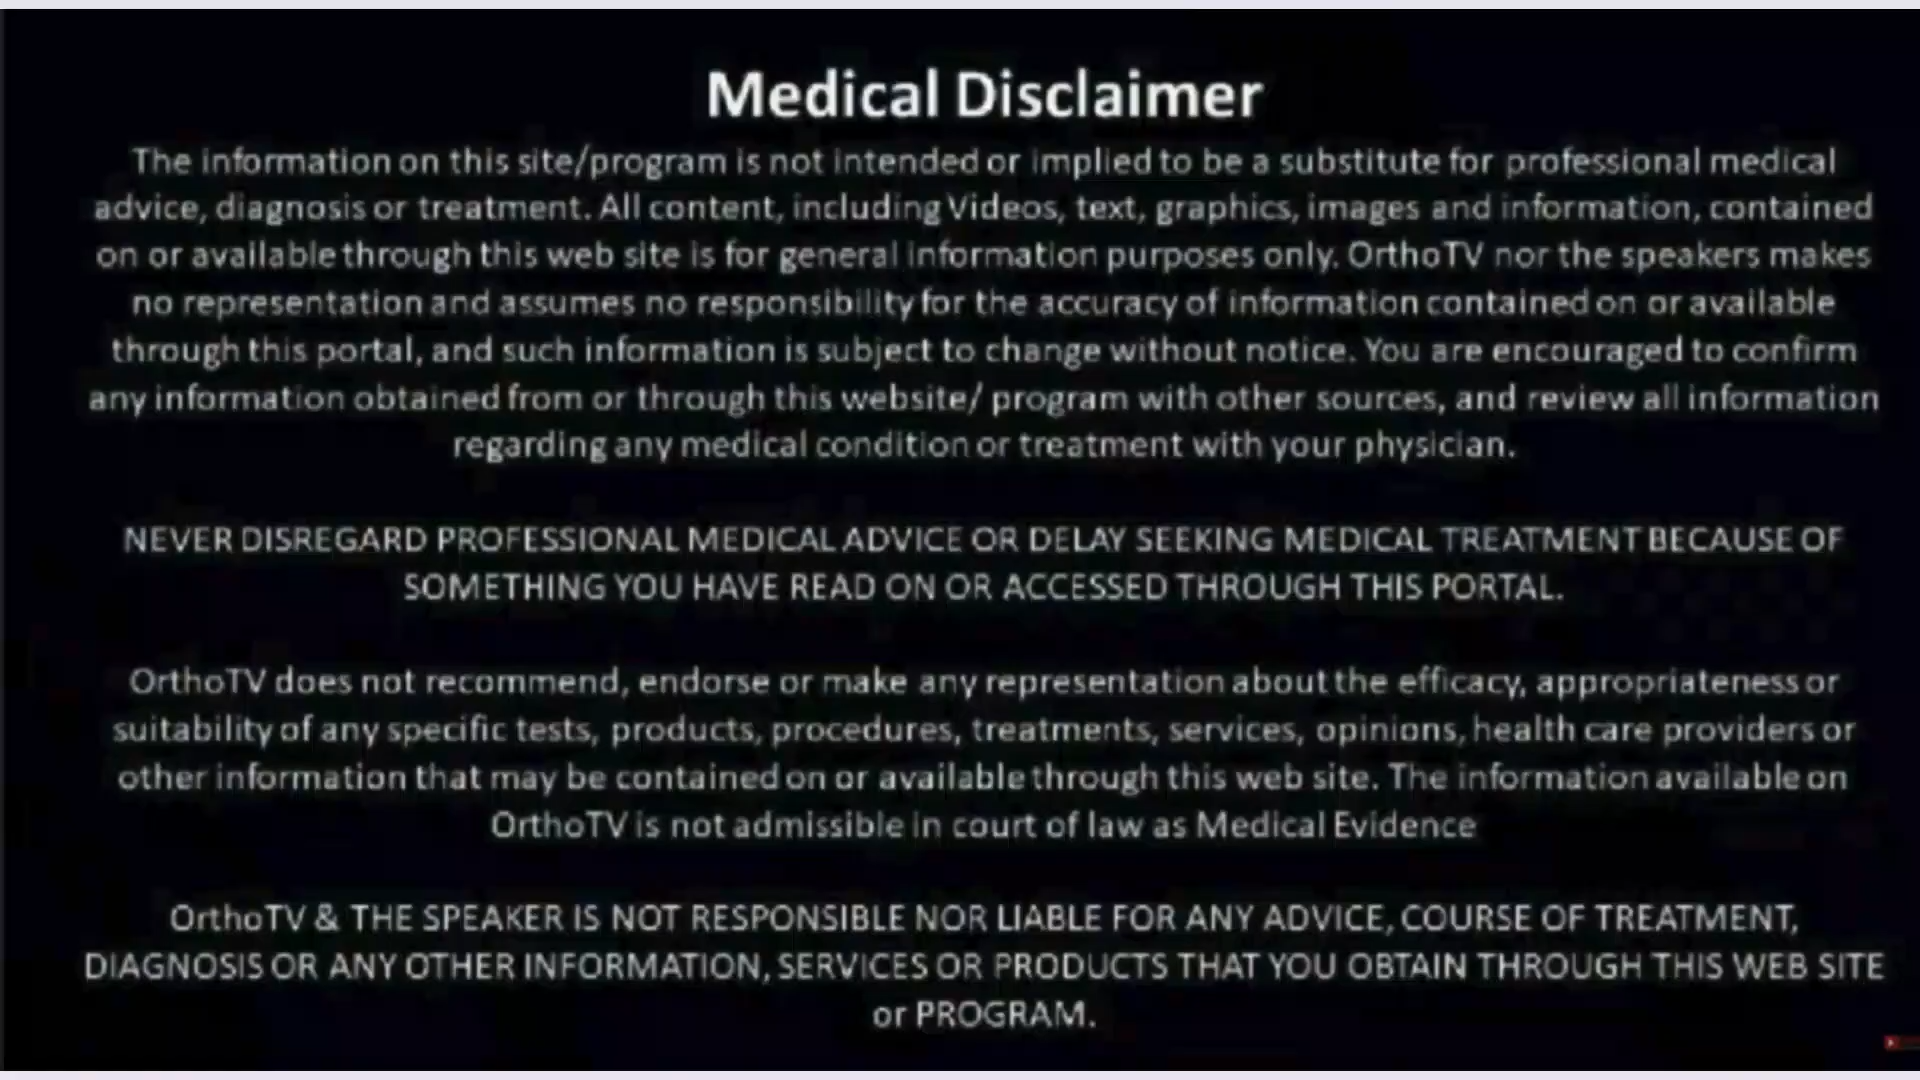 Medical Disclaimer
The information on this site/program is not intended or implied to be a substitute for professional medical
advice, diagnosis or treatment. All content, including Videos, text, graphics, images and information, contained
on or available through this web site is for general information purposes only. OrthoTV nor the speakers makes
no representation and assumes no responsibility for the accuracy of information contained on or available
through this portal, and such information is subject to change without notice. You are encouraged to confirm
any information obtained from or through this website/ program with other sources, and review all information
regarding any medical condition or treatment with your physician.
NEVER DISREGARD PROFESSIONAL MEDICAL ADVICE OR DELAY SEEKING MEDICAL TREATMENT BECAUSE OF
SOMETHING YOU HAVE READ ON OR ACCESSED THROUGH THIS PORTAL.
OrthoTV does not recommend, endorse or make any representation about the efficacy, appropriateness or
suitability of any specific tests, products, procedures, treatments, services, opinions, health care providers or
other information that may be contained on or available through this web site. The information available on
OrthoTV is not admissible in court of law as Medical Evidence
OrthoTV & THE SPEAKER IS NOT RESPONSIBLE NOR LIABLE FOR ANY ADVICE, COURSE OF TREATMENT,
DIAGNOSIS OR ANY OTHER INFORMATION, SERVICES OR PRODUCTS THAT YOU OBTAIN THROUGH THIS WEB SITE
or PROGRAM.